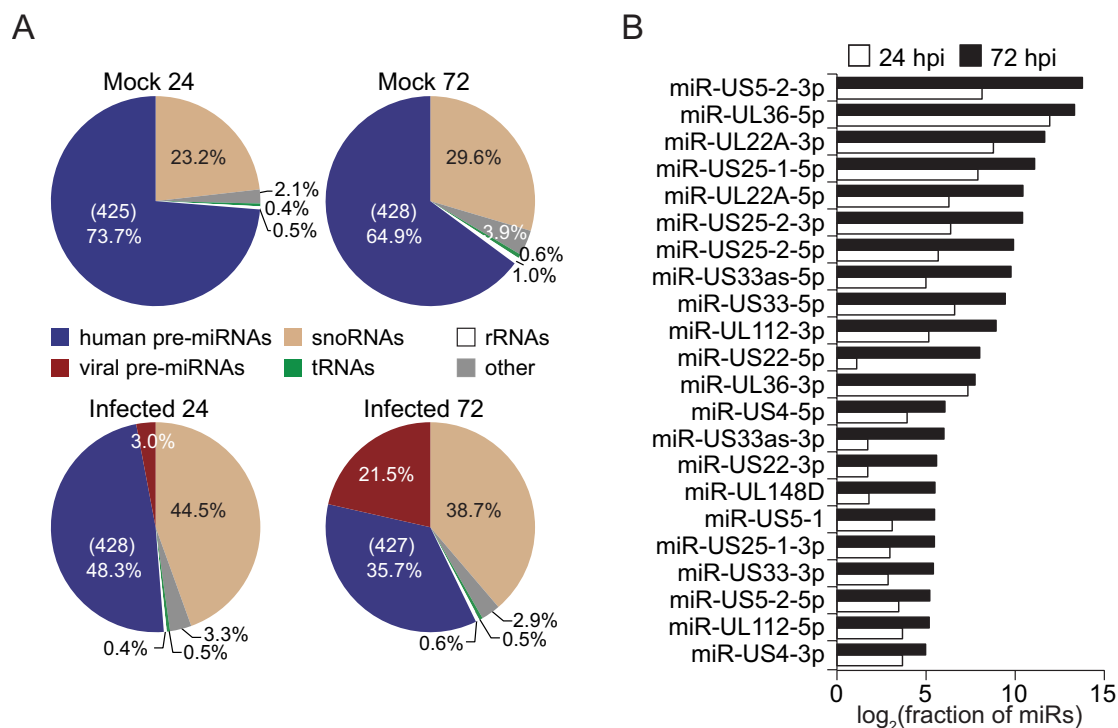 A
Mock 24
23.2%
2.1%
0.4%
0.5%
(425)
73.7%
Mock 72
29.6%
3.9%
0.6%
1.0%
(428)
64.9%
human pre-miRNAs
snoRNAs
rRNAs
viral pre-miRNAs
tRNAs
other
Infected 24
3.0%
44.5%
(428)
48.3%
3.3%
0.5%
0.4%
Infected 72
21.5%
38.7%
(427)
35.7%
2.9%
0.5%
0.6%
B
24 hpi
72 hpi
miR-US5-2-3p
miR-UL36-5p
miR-UL22A-3p
miR-US25-1-5p
miR-UL22A-5p
miR-US25-2-3p
miR-US25-2-5p
miR-US33as-5p
miR-US33-5p
miR-UL112-3p
miR-US22-5p
miR-UL36-3p
miR-US4-5p
miR-US33as-3p
miR-US22-3p
miR-UL148D
miR-US5-1
miR-US25-1-3p
miR-US33-3p
miR-US5-2-5p
miR-UL112-5p
miR-US4-3p
0 5 10 15
log₂(fraction of miRs)